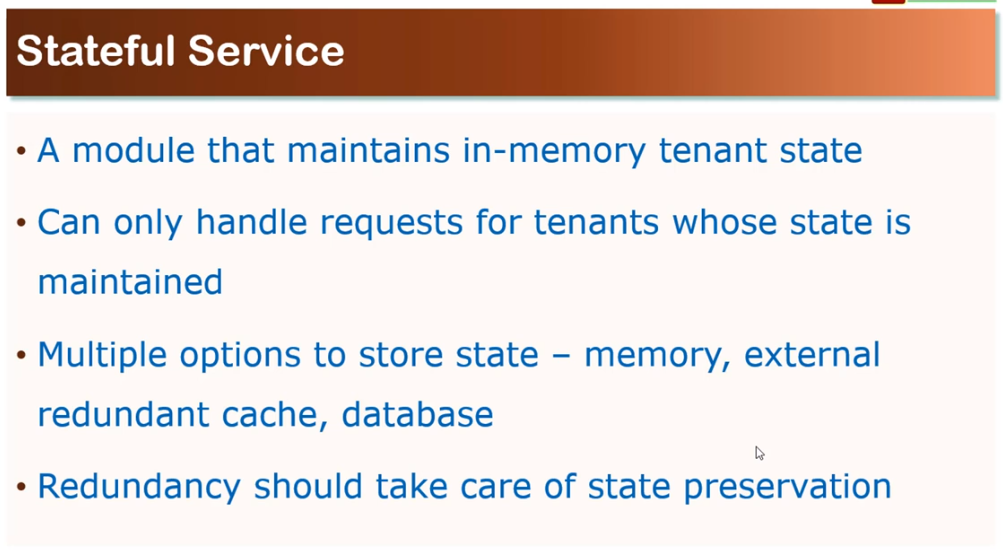 Stateful Service
• A module that maintains in-memory tenant state
• Can only handle requests for tenants whose state is
maintained
• Multiple options to store state – memory, external
redundant cache, database
• Redundancy should take care of state preservation